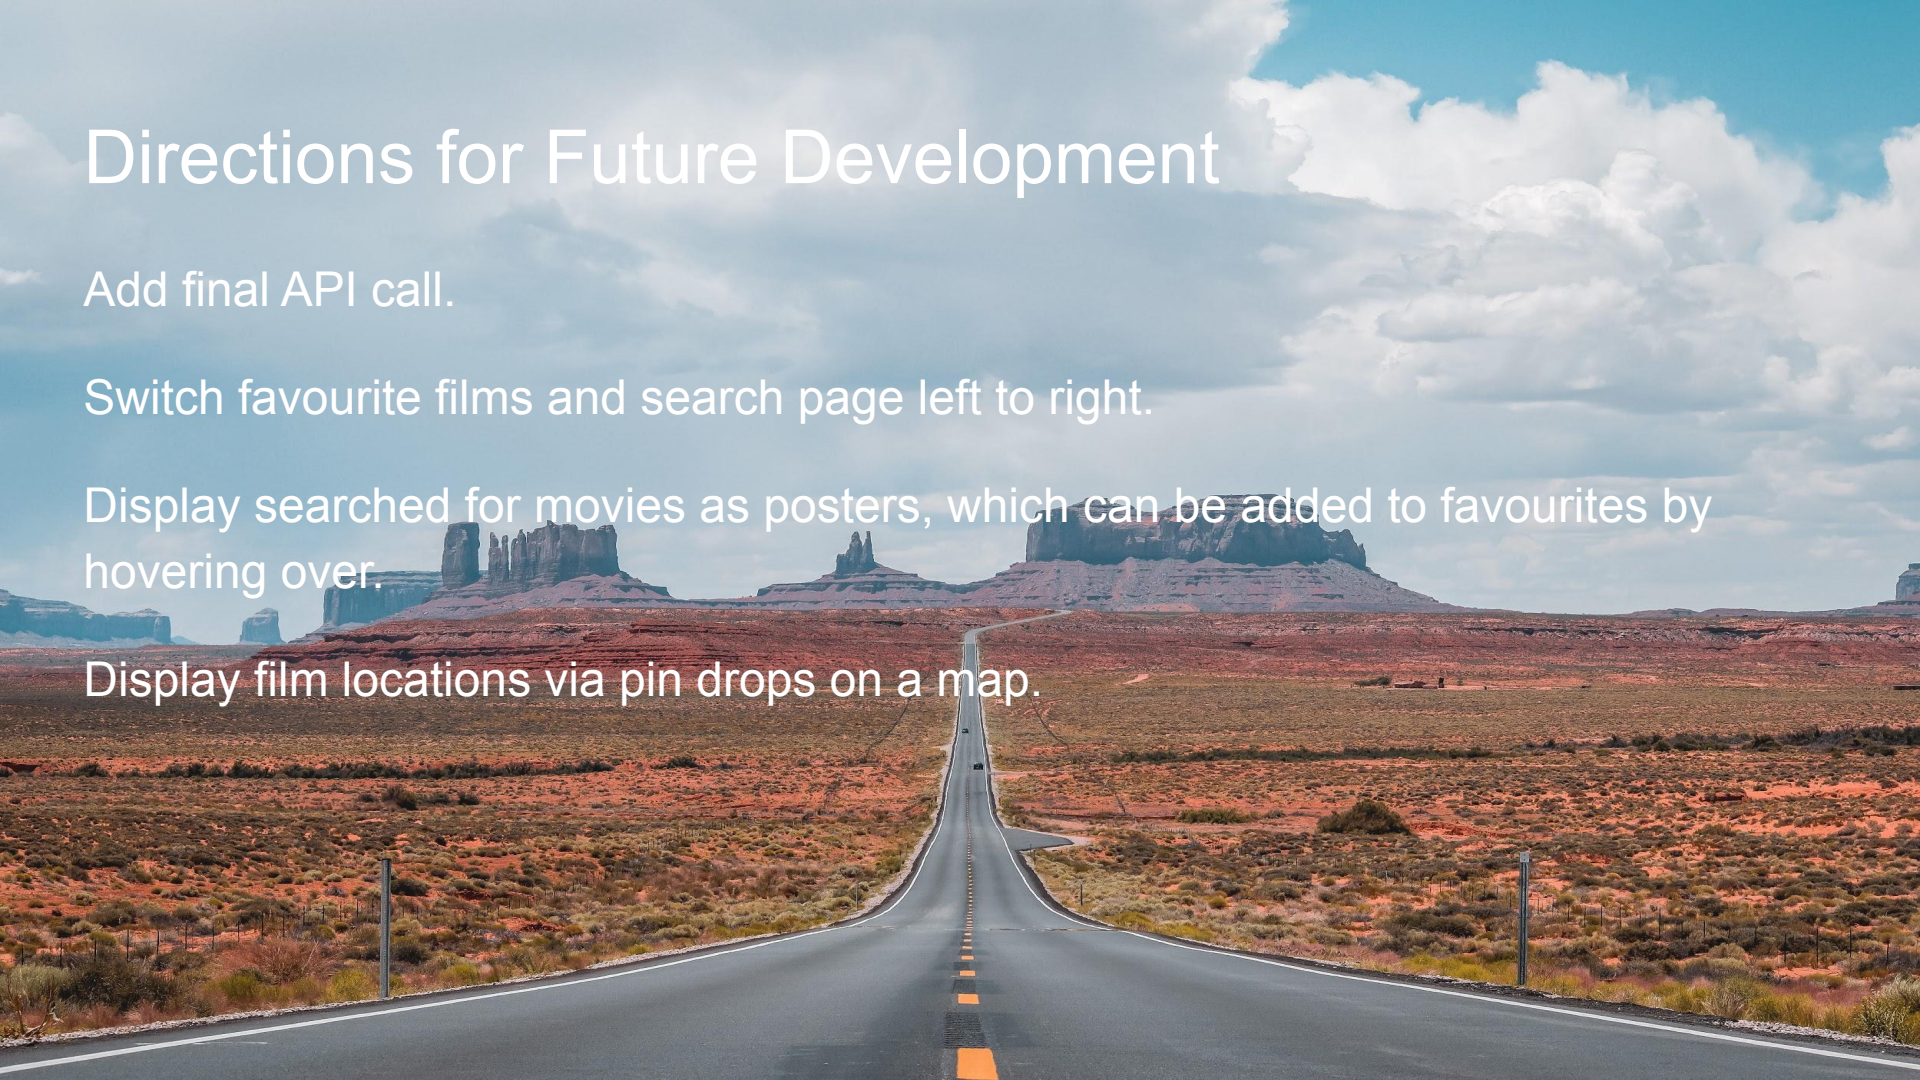 Directions for Future Development
Add final API call.
Switch favourite films and search page left to right.
Display searched for movies as posters, which can be added to favourites by
hovering over.
Display film locations via pin drops on a map.